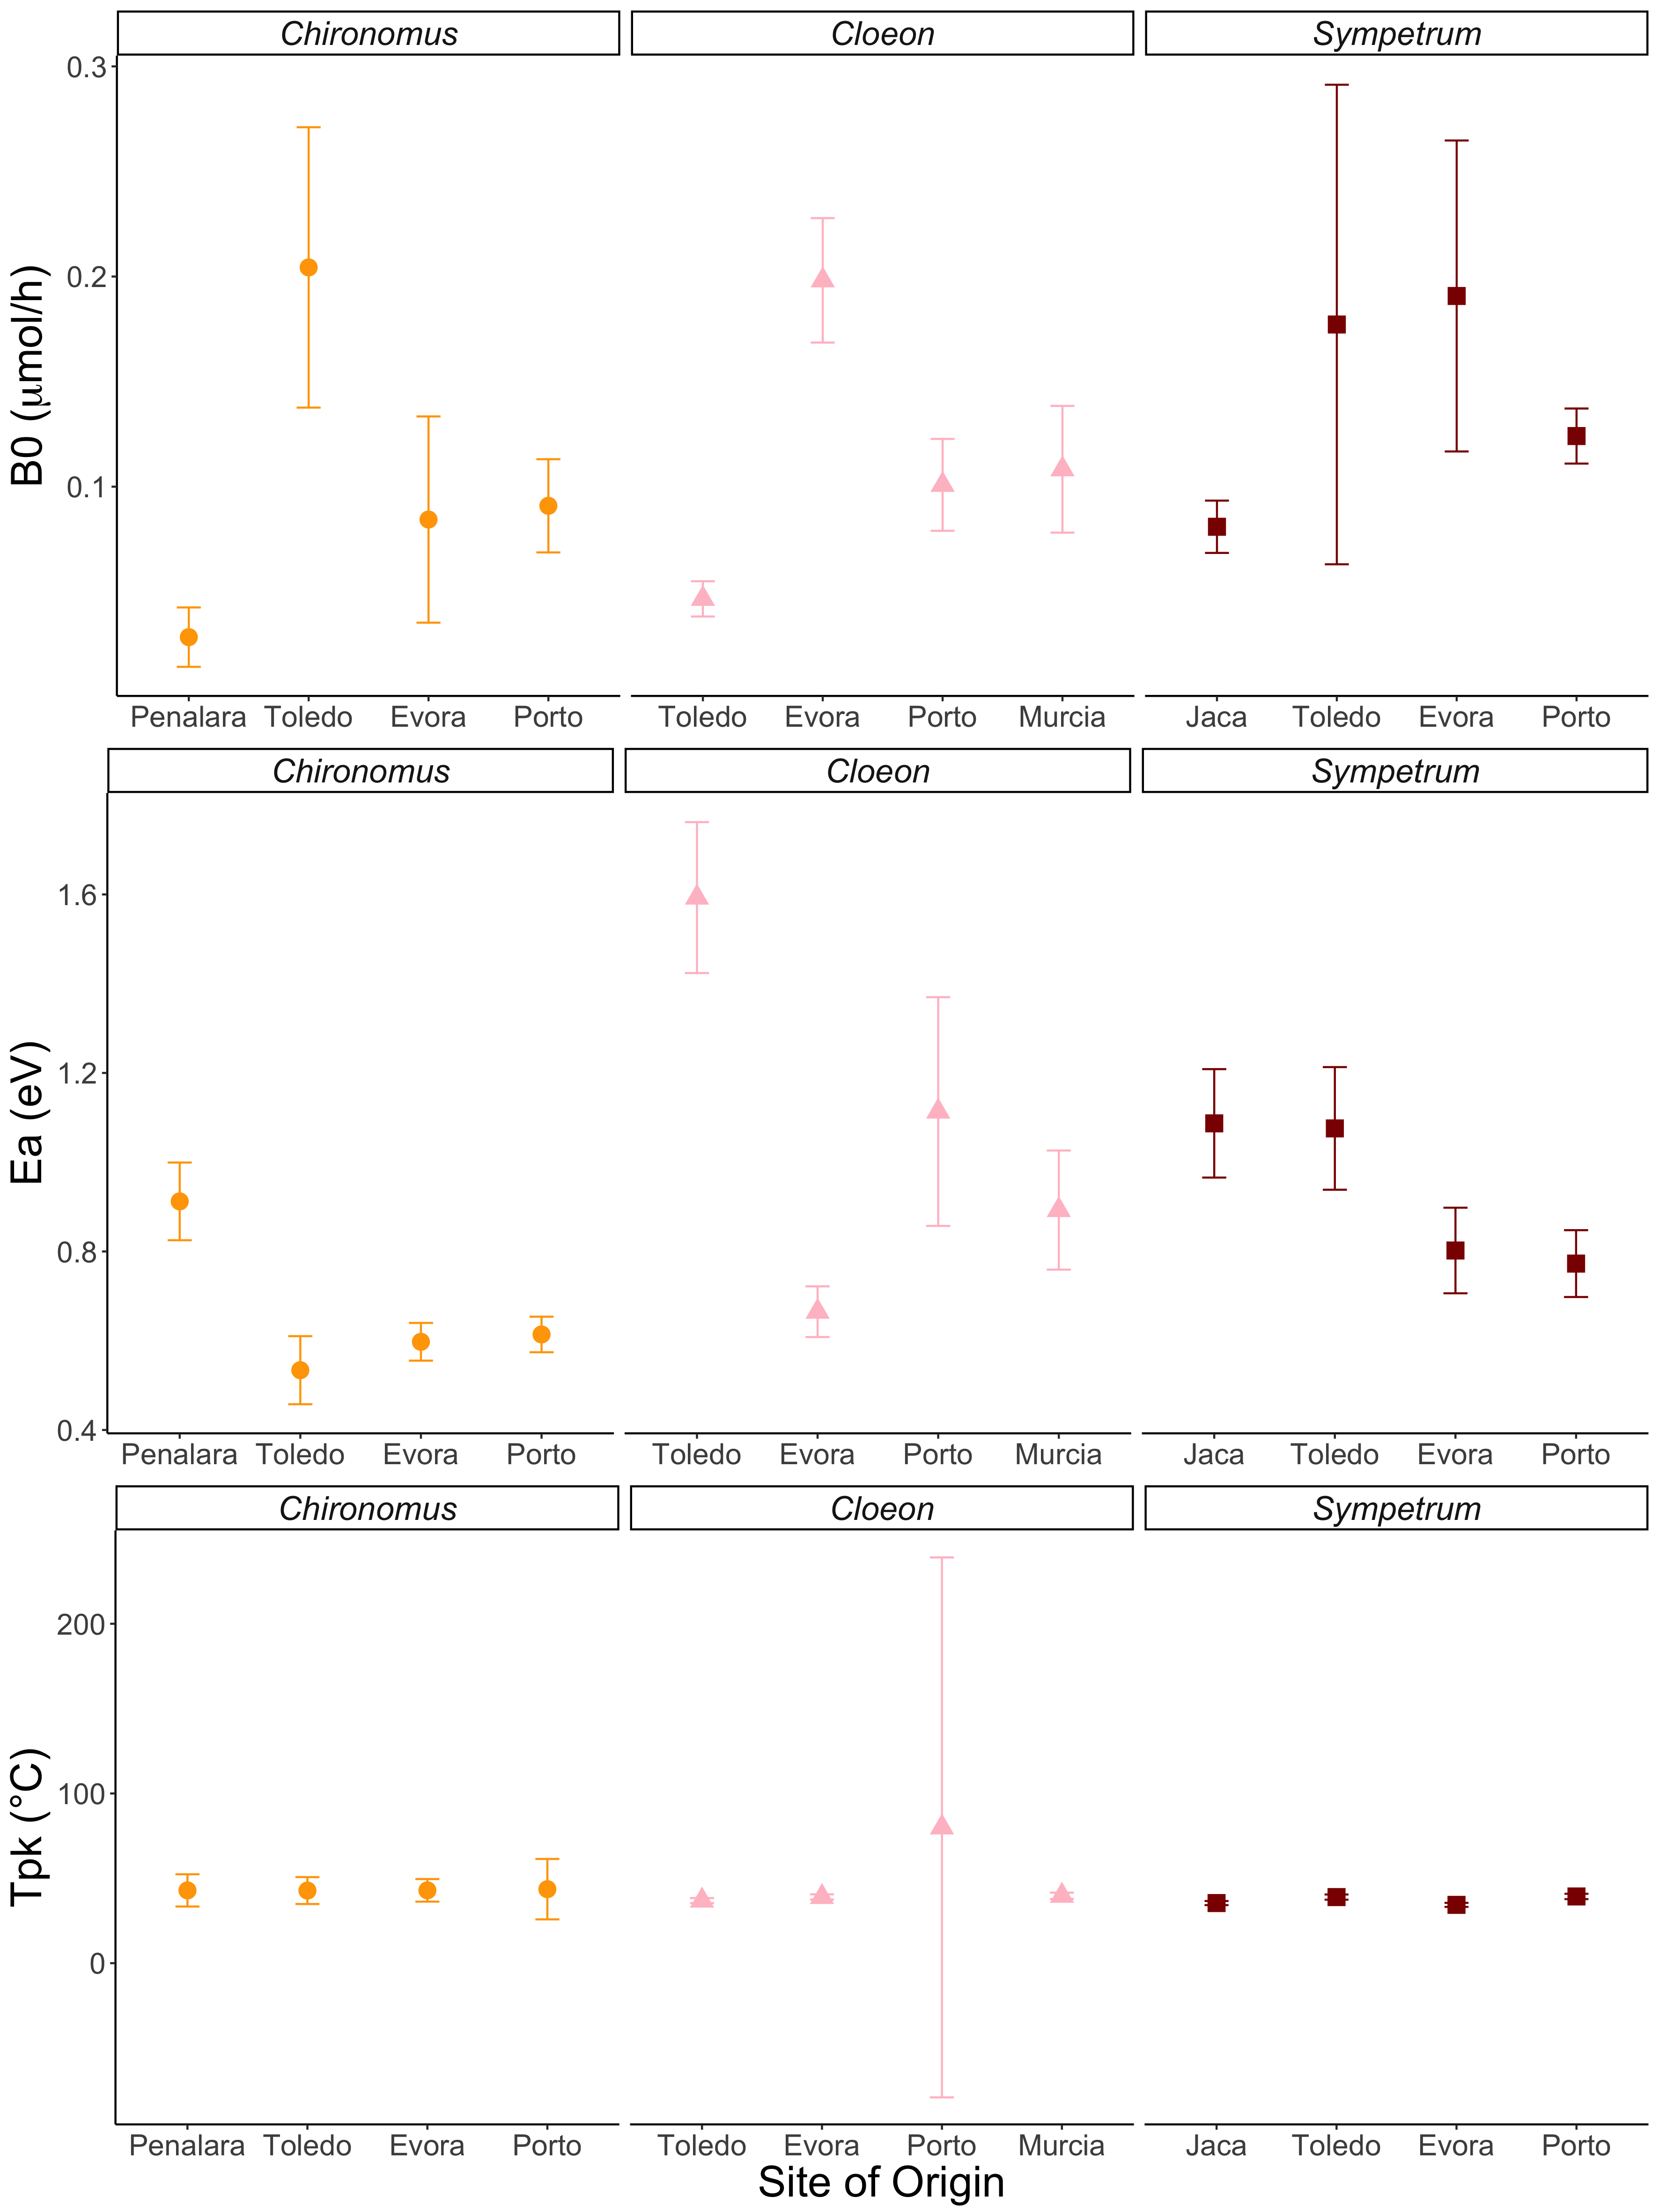 Chironomus Cloeon Sympetrum
0.3
0.2
0.1
B0 (µmol/h)
Penalara Toledo Evora Porto Toledo Evora Porto Murcia Jaca Toledo Evora Porto
Chironomus Cloeon Sympetrum
1.6
1.2
0.8
0.4
Ea (eV)
Penalara Toledo Evora Porto Toledo Evora Porto Murcia Jaca Toledo Evora Porto
Chironomus Cloeon Sympetrum
200
100
0
Tpk (°C)
Penalara Toledo Evora Porto Toledo Evora Porto Murcia Jaca Toledo Evora Porto
Site of Origin